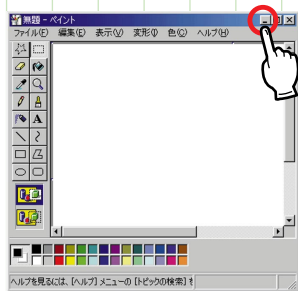 無題 - ペイント
ファイル(F) 編集(E) 表示(V) 変形(I) 色(C) ヘルプ(H)
A
ヘルプを見るには、[ヘルプ] メニューの [トピックの検索] を